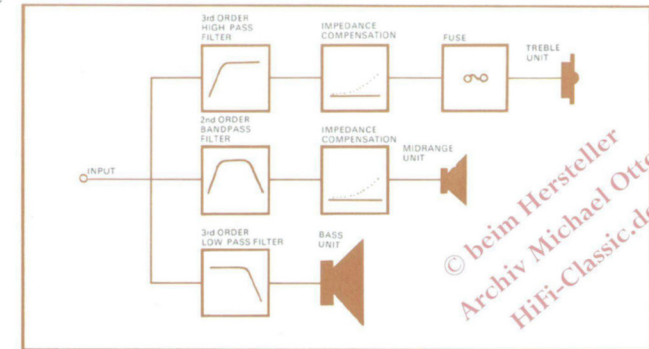 3rd ORDER
HIGH PASS
FILTER
IMPEDANCE
COMPENSATION
FUSE
TREBLE
UNIT
2nd ORDER
BANDPASS
FILTER
IMPEDANCE
COMPENSATION
MIDRANGE
UNIT
INPUT
3rd ORDER
LOW PASS FILTER
BASS
UNIT
© beim Hersteller
Archiv Michael Otto
HiFi-Classic.de